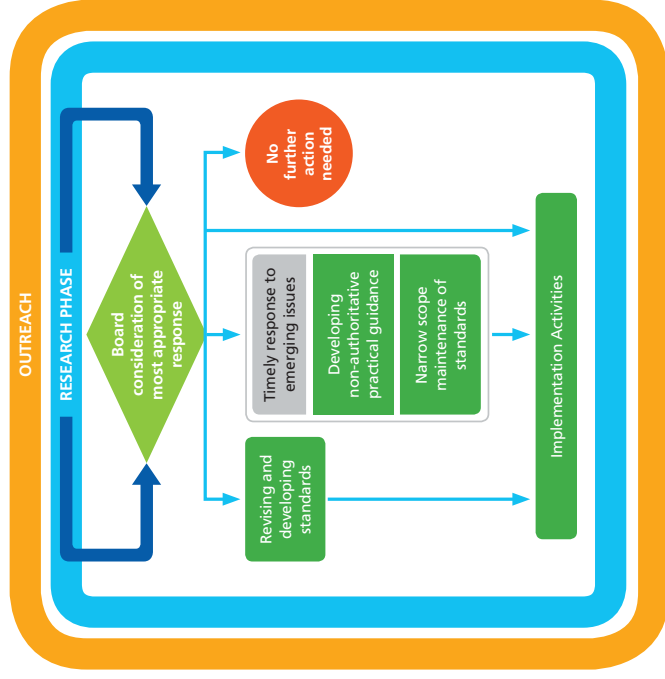 OUTREACH
RESEARCH PHASE
Board
consideration of
most appropriate
response
Revising and
developing
standards
Timely response to
emerging issues
Developing
non-authoritative
practical guidance
Narrow scope
maintenance of
standards
No
further
action
needed
Implementation Activities